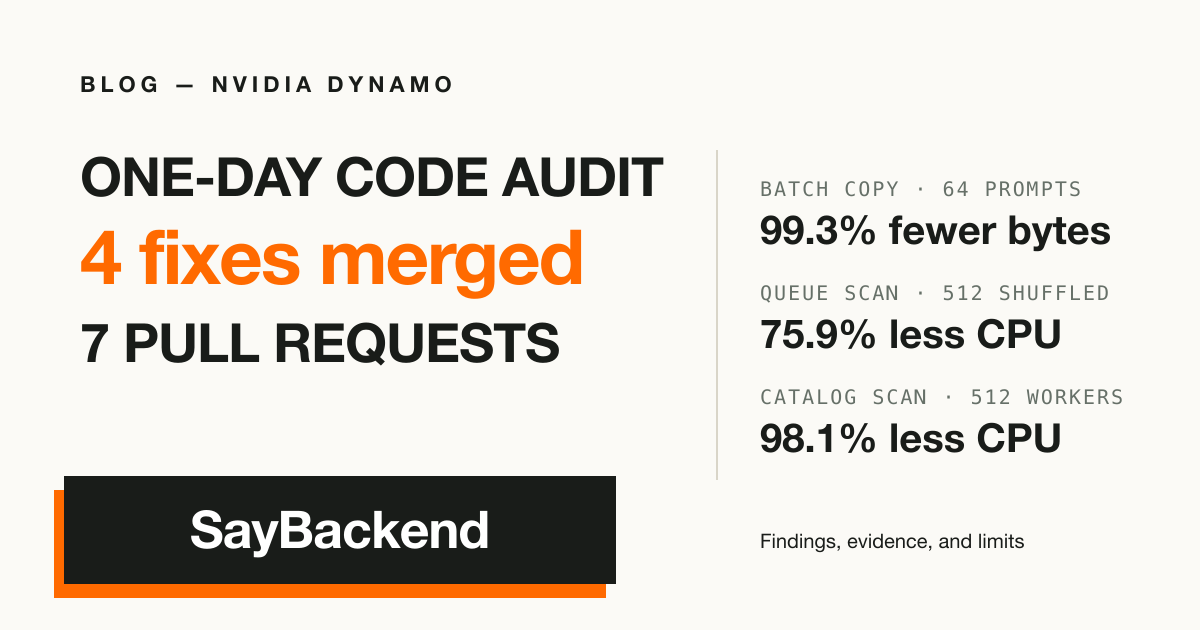 BLOG — NVIDIA DYNAMO
ONE-DAY CODE AUDIT
4 fixes merged
7 PULL REQUESTS
SayBackend
BATCH COPY · 64 PROMPTS
99.3% fewer bytes
QUEUE SCAN · 512 SHUFFLED
75.9% less CPU
CATALOG SCAN · 512 WORKERS
98.1% less CPU
Findings, evidence, and limits